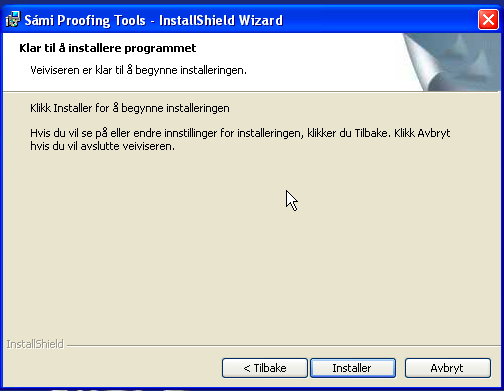 Sámi Proofing Tools - InstallShield Wizard
Klar til å installere programmet
Veiviseren er klar til å begynne installeringen.
Klikk Installer for å begynne installeringen
Hvis du vil se på eller endre innstillinger for installeringen, klikker du Tilbake. Klikk Avbryt
hvis du vil avslutte veiviseren.
InstallShield
< Tilbake
Installer
Avbryt